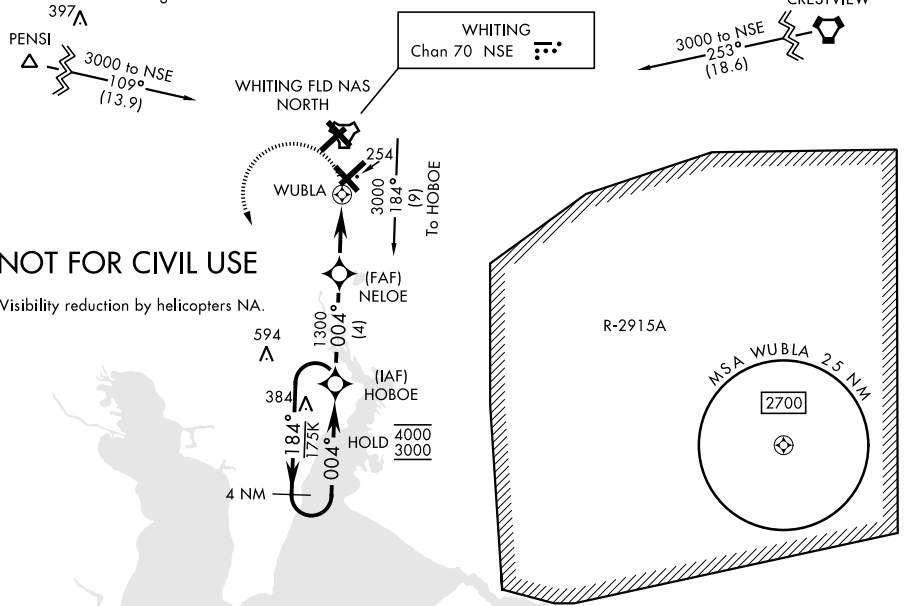 397
PENSI
3000 to NSE
109°
(13.9)
WHITING
Chan 70 NSE
3000 to NSE
253°
(18.6)
WHITING FLD NAS
NORTH
254
WUBLA
3000
184°
(9)
To HOBOE
NOT FOR CIVIL USE
(FAF)
NELOE
Visibility reduction by helicopters NA.
1300
004°
(4)
594
R-2915A
(IAF)
HOBOE
384
184°
175K
004°
HOLD
4000
3000
4 NM
MSA WUBLA 25 NM
2700